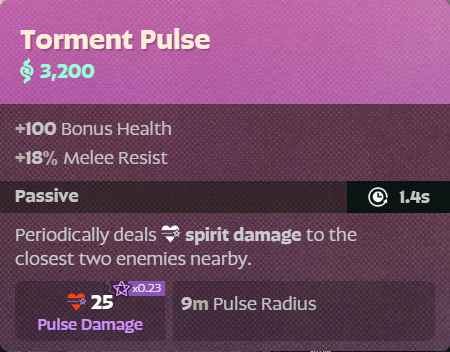 Torment Pulse
3,200
+100 Bonus Health
+18% Melee Resist
Passive
1.4s
Periodically deals spirit damage to the
closest two enemies nearby.
x0.23
25
Pulse Damage
9m Pulse Radius